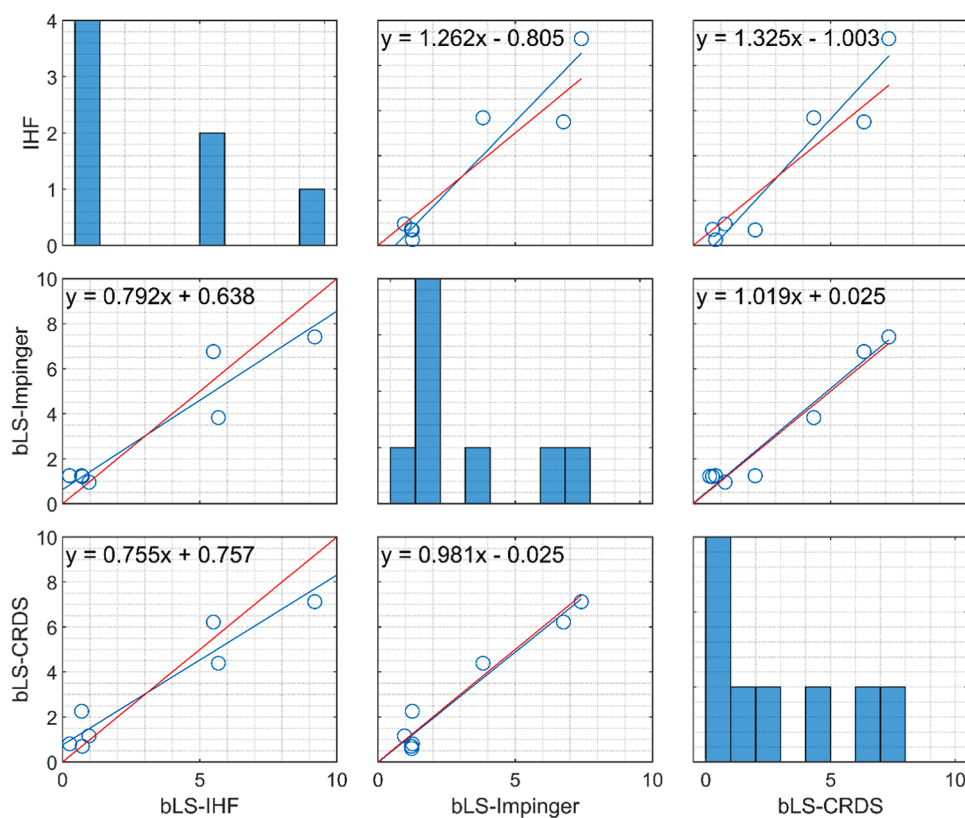 4
3
2
1
0
IHF
y = 1.262x - 0.805
y = 1.325x - 1.003
10
8
6
4
2
0
bLS-Impinger
y = 0.792x + 0.638
y = 1.019x + 0.025
10
8
6
4
2
0
bLS-CRDS
y = 0.755x + 0.757
y = 0.981x - 0.025
0 5 10
0 5 10
0 5 10
bLS-IHF
bLS-Impinger
bLS-CRDS